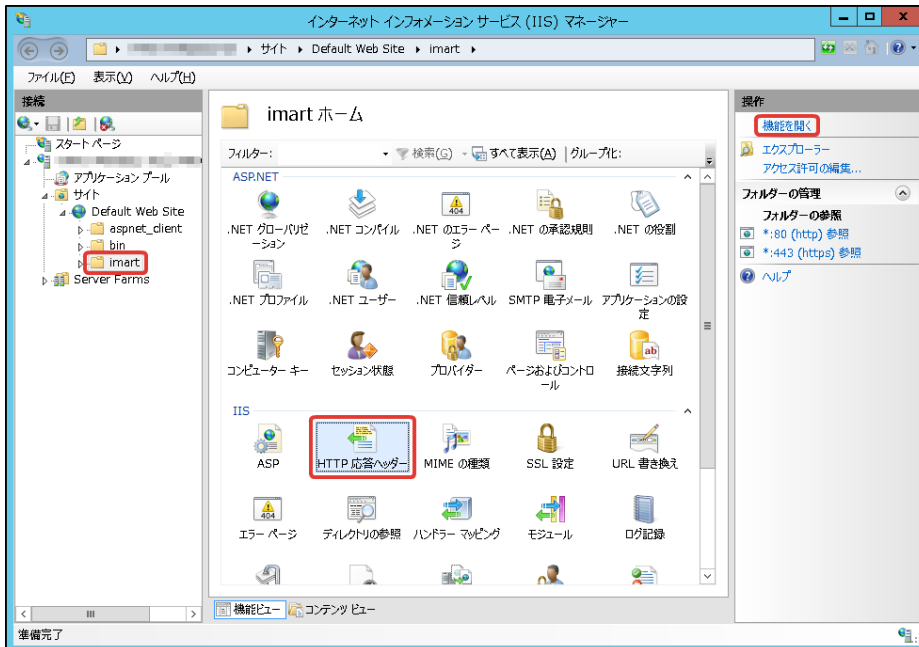 インターネット インフォメーション サービス (IIS) マネージャー
サイト
Default Web Site
imart
ファイル(F) 表示(V) ヘルプ(H)
接続
スタート ページ
アプリケーション プール
サイト
Default Web Site
aspnet_client
bin
imart
Server Farms
imart ホーム
フィルター: 検索(G) すべて表示(A) グループ化:
ASP.NET
.NET グローバリゼ
ーション
.NET コンパイル
.NET のエラー ペー
ジ
.NET の承認規則
.NET の役割
.NET プロファイル
.NET ユーザー
.NET 信頼レベル
SMTP 電子メール
アプリケーションの設
定
コンピューター キー
セッション状態
プロバイダー
ページおよびコントロ
ール
接続文字列
IIS
ASP
HTTP 応答ヘッダー
MIME の種類
SSL 設定
URL 書き換え
エラー ページ
ディレクトリの参照
ハンドラー マッピング
モジュール
ログ記録
機能ビュー
コンテンツ ビュー
操作
機能を開く
エクスプローラー
アクセス許可の編集...
フォルダーの管理
フォルダーの参照
*:80 (http) 参照
*:443 (https) 参照
ヘルプ
準備完了